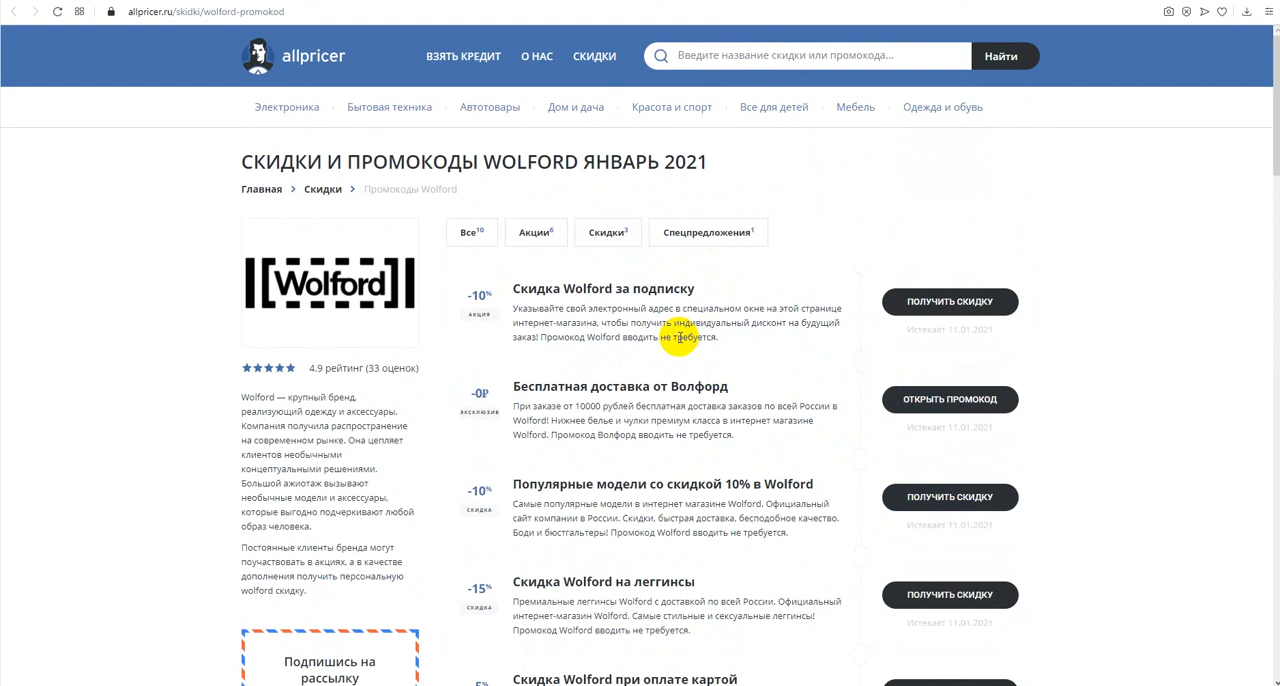 allpricer.ru/skidki/wolford-promokod
allpricer
ВЗЯТЬ КРЕДИТ
О НАС
СКИДКИ
Введите название скидки или промокода...
Найти
Электроника
Бытовая техника
Автотовары
Дом и дача
Красота и спорт
Все для детей
Мебель
Одежда и обувь
СКИДКИ И ПРОМОКОДЫ WOLFORD ЯНВАРЬ 2021
Главная > Скидки > Промокоды Wolford
Wolford
4.9 рейтинг (33 оценок)
Wolford — крупный бренд,
реализующий одежду и аксессуары.
Компания получила распространение
на современном рынке. Она цепляет
клиентов необычными
концептуальными решениями.
Большой ажиотаж вызывают
необычные модели и аксессуары,
которые выгодно подчеркивают любой
образ человека.
Постоянные клиенты бренда могут
поучаствовать в акциях, а в качестве
дополнения получить персональную
wolford скидку.
Подпишись на
рассылку
Все10
Акции6
Скидки3
Спецпредложения1
-10%
АКЦИЯ
Скидка Wolford за подписку
Указывайте свой электронный адрес в специальном окне на этой странице
интернет-магазина, чтобы получить индивидуальный дисконт на будущий
заказ! Промокод Wolford вводить не требуется.
ПОЛУЧИТЬ СКИДКУ
Истекает 11.01.2021
-0₽
ЭКСКЛЮЗИВ
Бесплатная доставка от Волфорд
При заказе от 10000 рублей бесплатная доставка заказов по всей России в
Wolford! Нижнее белье и чулки премиум класса в интернет магазине
Wolford. Промокод Волфорд вводить не требуется.
ОТКРЫТЬ ПРОМОКОД
Истекает 11.01.2021
-10%
СКИДКА
Популярные модели со скидкой 10% в Wolford
Самые популярные модели в интернет магазине Wolford. Официальный
сайт компании в России. Скидки, быстрая доставка, бесподобное качество.
Боди и бюстгальтеры! Промокод Wolford вводить не требуется.
ПОЛУЧИТЬ СКИДКУ
Истекает 11.01.2021
-15%
СКИДКА
Скидка Wolford на леггинсы
Премиальные леггинсы Wolford с доставкой по всей России. Официальный
интернет-магазин Wolford. Самые стильные и сексуальные леггинсы!
Промокод Wolford вводить не требуется.
ПОЛУЧИТЬ СКИДКУ
Истекает 11.01.2021
-5%
Скидка Wolford при оплате картой